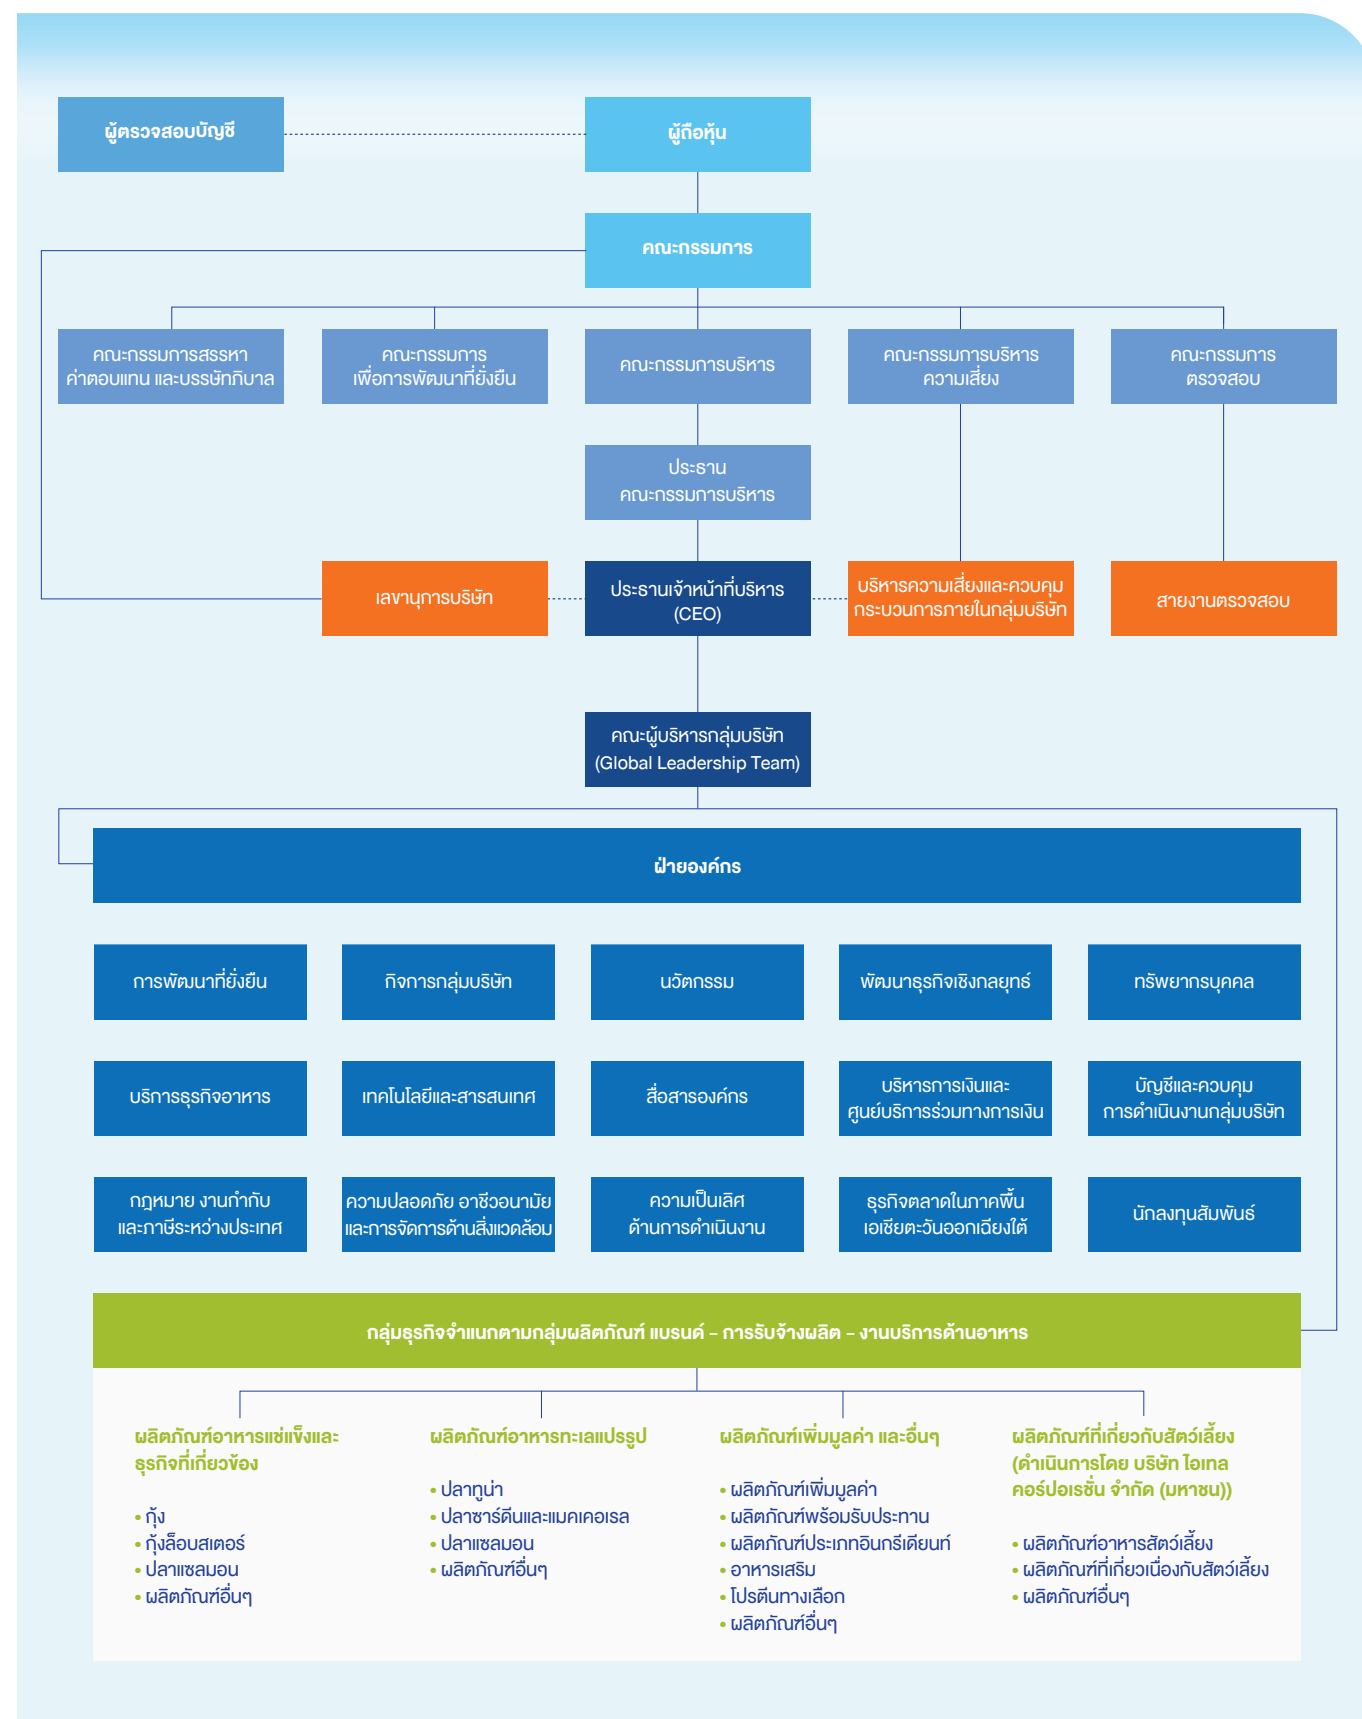 ผู้ตรวจสอบบัญชี
ผู้ถือหุ้น
คณะกรรมการ
คณะกรรมการสรรหา
ค่าตอบแทน และบรรษัทภิบาล
คณะกรรมการ
เพื่อการพัฒนาที่ยั่งยืน
คณะกรรมการบริหาร
คณะกรรมการบริหาร
ความเสี่ยง
คณะกรรมการ
ตรวจสอบ
ประธาน
คณะกรรมการบริหาร
เลขานุการบริษัท
ประธานเจ้าหน้าที่บริหาร
(CEO)
บริหารความเสี่ยงและควบคุม
กระบวนการภายในกลุ่มบริษัท
สายงานตรวจสอบ
คณะผู้บริหารกลุ่มบริษัท
(Global Leadership Team)
ฝ่ายองค์กร
การพัฒนาที่ยั่งยืน
กิจการกลุ่มบริษัท
นวัตกรรม
พัฒนาธุรกิจเชิงกลยุทธ์
ทรัพยากรบุคคล
บริการธุรกิจอาหาร
เทคโนโลยีและสารสนเทศ
สื่อสารองค์กร
บริหารการเงินและ
ศูนย์บริการร่วมทางการเงิน
บัญชีและควบคุม
การดำเนินงานกลุ่มบริษัท
กฎหมาย งานกำกับ
และภาษีระหว่างประเทศ
ความปลอดภัย อาชีวอนามัย
และการจัดการด้านสิ่งแวดล้อม
ความเป็นเลิศ
ด้านการดำเนินงาน
ธุรกิจตลาดในภาคพื้น
เอเชียตะวันออกเฉียงใต้
นักลงทุนสัมพันธ์
กลุ่มธุรกิจจำแนกตามกลุ่มผลิตภัณฑ์ แบรนด์ - การรับจ้างผลิต - งานบริการด้านอาหาร
ผลิตภัณฑ์อาหารแช่แข็งและ
ธุรกิจที่เกี่ยวข้อง
• กุ้ง
• กุ้งล็อบสเตอร์
• ปลาแซลมอน
• ผลิตภัณฑ์อื่นๆ
ผลิตภัณฑ์อาหารทะเลแปรรูป
• ปลาทูน่า
• ปลาซาร์ดีนและแมคเคอเรล
• ปลาแซลมอน
• ผลิตภัณฑ์อื่นๆ
ผลิตภัณฑ์เพิ่มมูลค่า และอื่นๆ
• ผลิตภัณฑ์เพิ่มมูลค่า
• ผลิตภัณฑ์พร้อมรับประทาน
• ผลิตภัณฑ์ประเภทอินกรีเดียนท์
• อาหารเสริม
• โปรตีนทางเลือก
• ผลิตภัณฑ์อื่นๆ
ผลิตภัณฑ์ที่เกี่ยวกับสัตว์เลี้ยง
(ดำเนินการโดย บริษัท ไอเทล
คอร์ปอเรชั่น จำกัด (มหาชน))
• ผลิตภัณฑ์อาหารสัตว์เลี้ยง
• ผลิตภัณฑ์ที่เกี่ยวเนื่องกับสัตว์เลี้ยง
• ผลิตภัณฑ์อื่นๆ